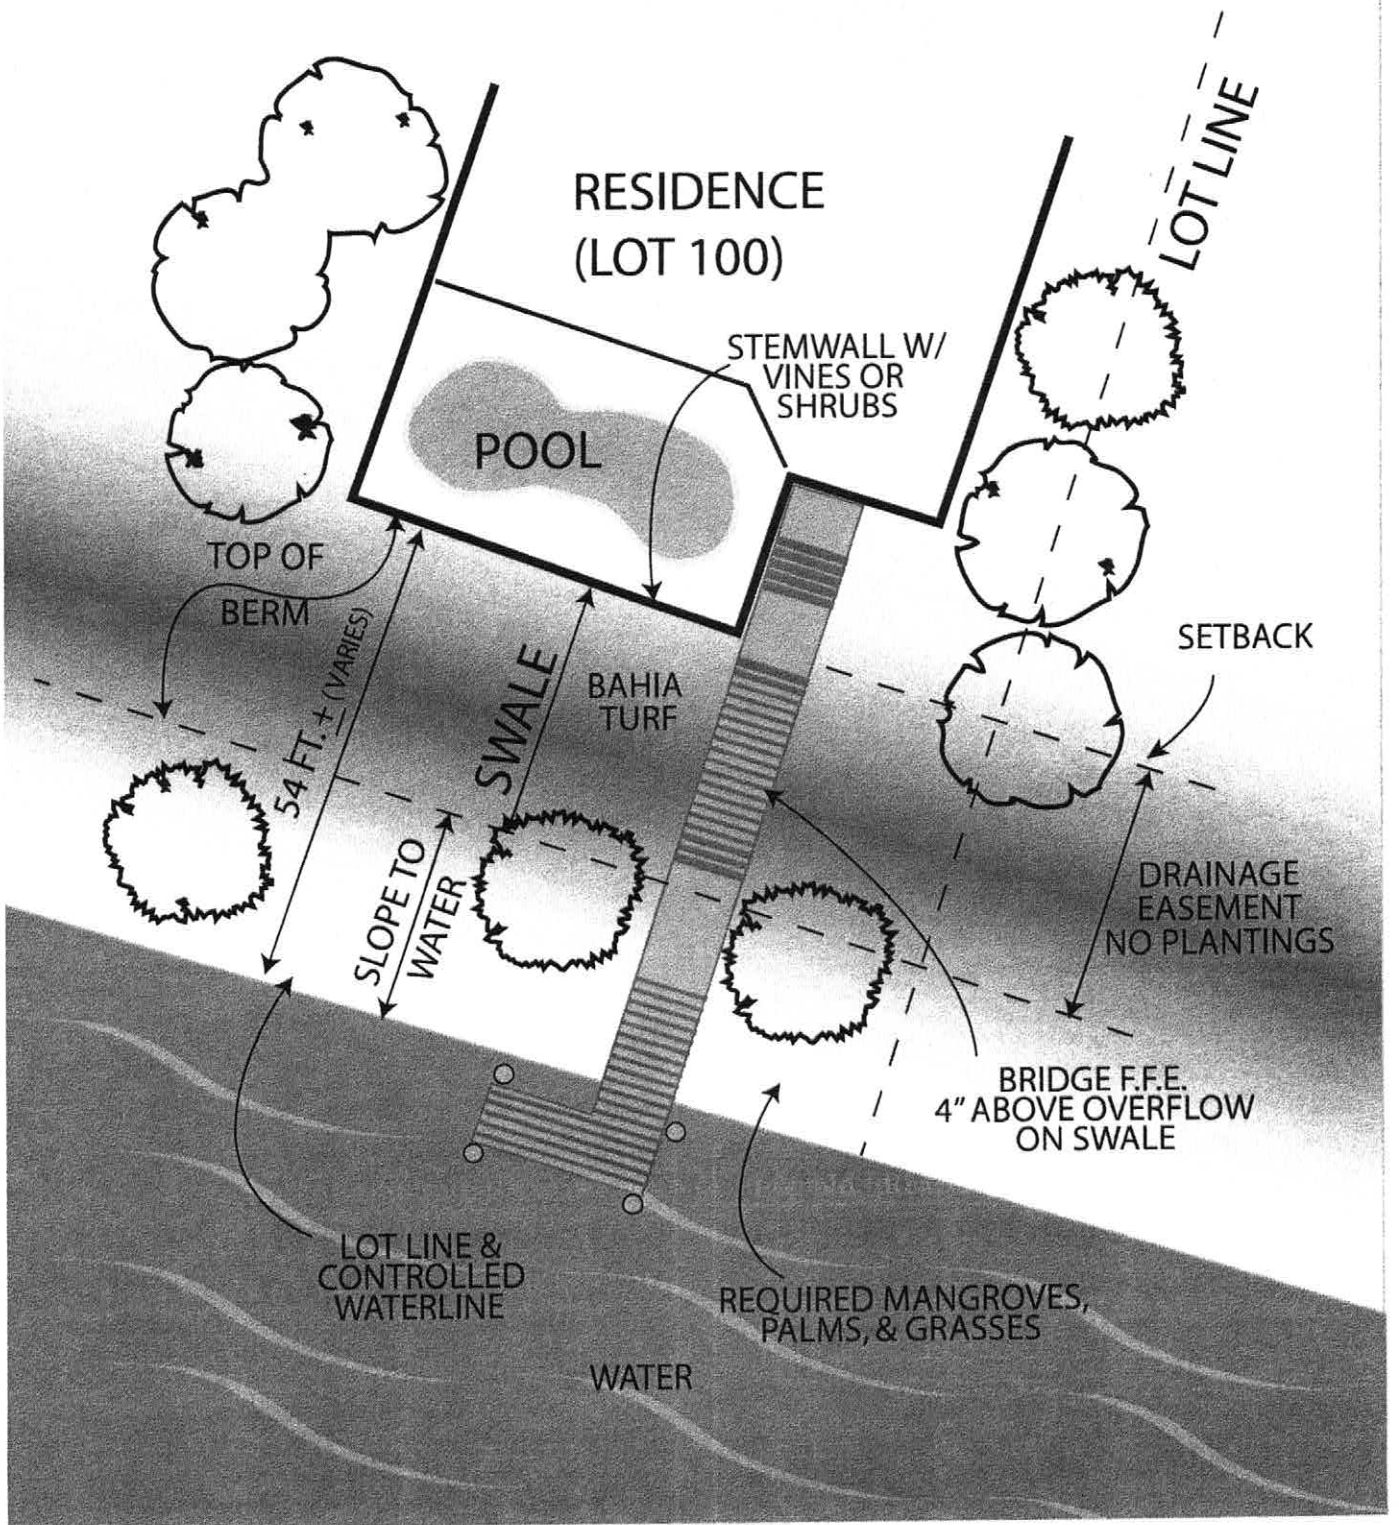 LOT LINE
RESIDENCE
(LOT 100)
STEMWALL W/
VINES OR
SHRUBS
POOL
TOP OF
BERM
54 FT. ± (VARIES)
SWALE
BAHIA
TURF
SETBACK
SLOPE TO
WATER
DRAINAGE
EASEMENT
NO PLANTINGS
BRIDGE F.F.E.
4" ABOVE OVERFLOW
ON SWALE
LOT LINE &
CONTROLLED
WATERLINE
REQUIRED MANGROVES,
PALMS, & GRASSES
WATER